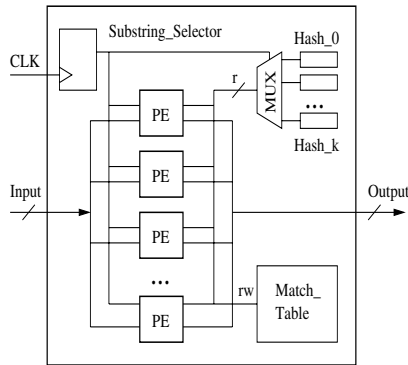 Substring_Selector
CLK
Hash_0
r
MUX
...
Hash_k
PE
PE
PE
...
PE
Input
Output
rw
Match_
Table